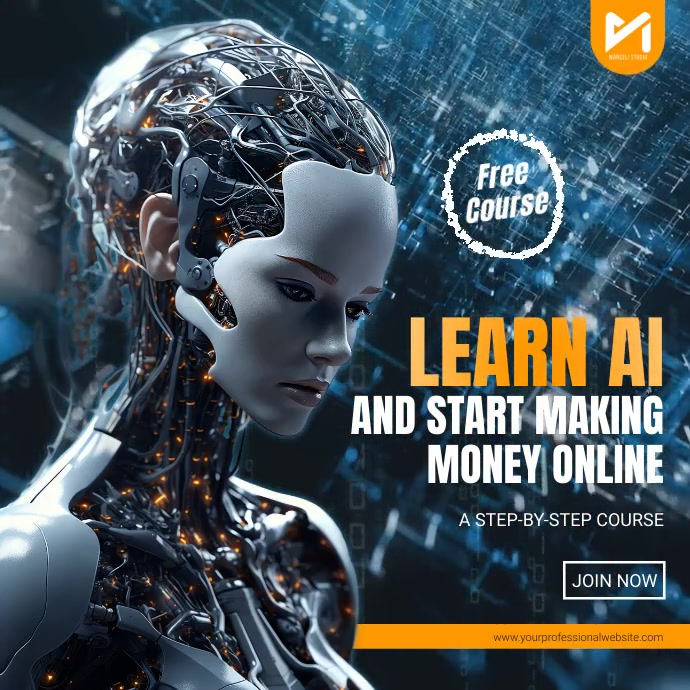 Free
Course
LEARN AI
AND START MAKING
MONEY ONLINE
A STEP-BY-STEP COURSE
JOIN NOW
www.yourprofessionalwebsite.com